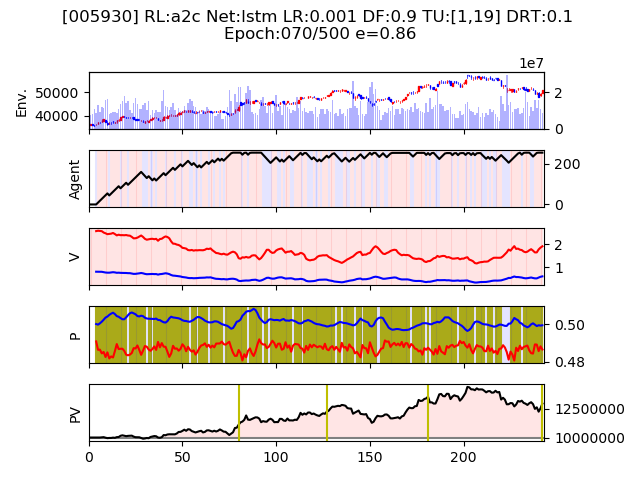 [005930] RL:a2c Net:lstm LR:0.001 DF:0.9 TU:[1,19] DRT:0.1
Epoch:070/500 e=0.86
1e7
Env.
50000
40000
2
0
Agent
200
0
V
2
1
P
0.50
0.48
PV
12500000
10000000
0
50
100
150
200